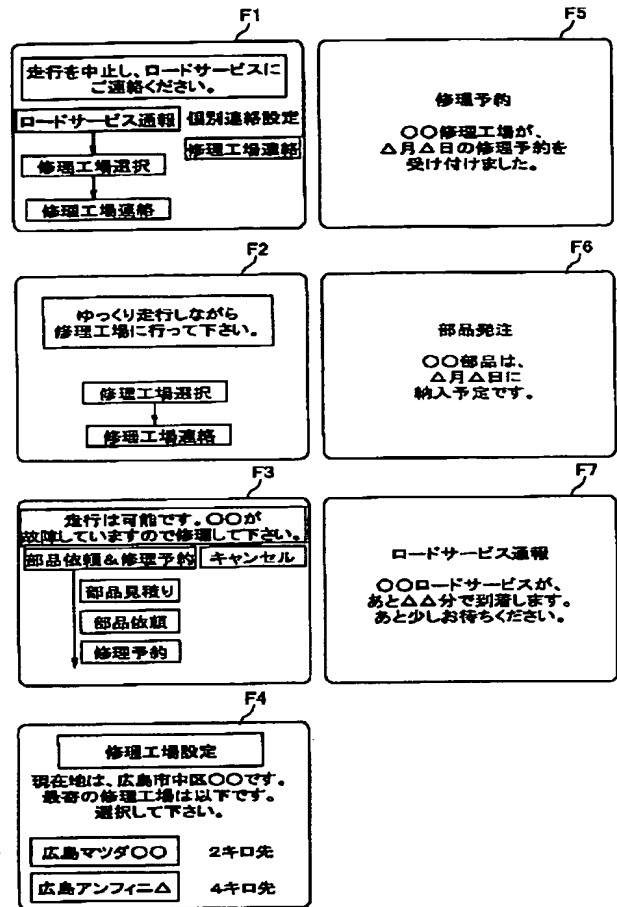 F1
走行を中止し、ロードサービスに
ご連絡ください。
ロードサービス通報 個別連絡設定
修理工場連絡
修理工場選択
修理工場連絡
F2
ゆっくり走行しながら
修理工場に行って下さい。
修理工場選択
修理工場連絡
F3
走行は可能です。〇〇が
故障していますので修理して下さい。
部品依頼&修理予約 キャンセル
部品見積り
部品依頼
修理予約
F4
修理工場設定
現在地は、広島市中区〇〇です。
最寄の修理工場は以下です。
選択して下さい。
広島マツダ〇〇 2キロ先
広島アンフィニ△ 4キロ先
F5
修理予約
〇〇修理工場が、
△月△日の修理予約を
受け付けました。
F6
部品発注
〇〇部品は、
△月△日に
納入予定です。
F7
ロードサービス通報
〇〇ロードサービスが、
あと△△分で到着します。
あと少しお待ちください。